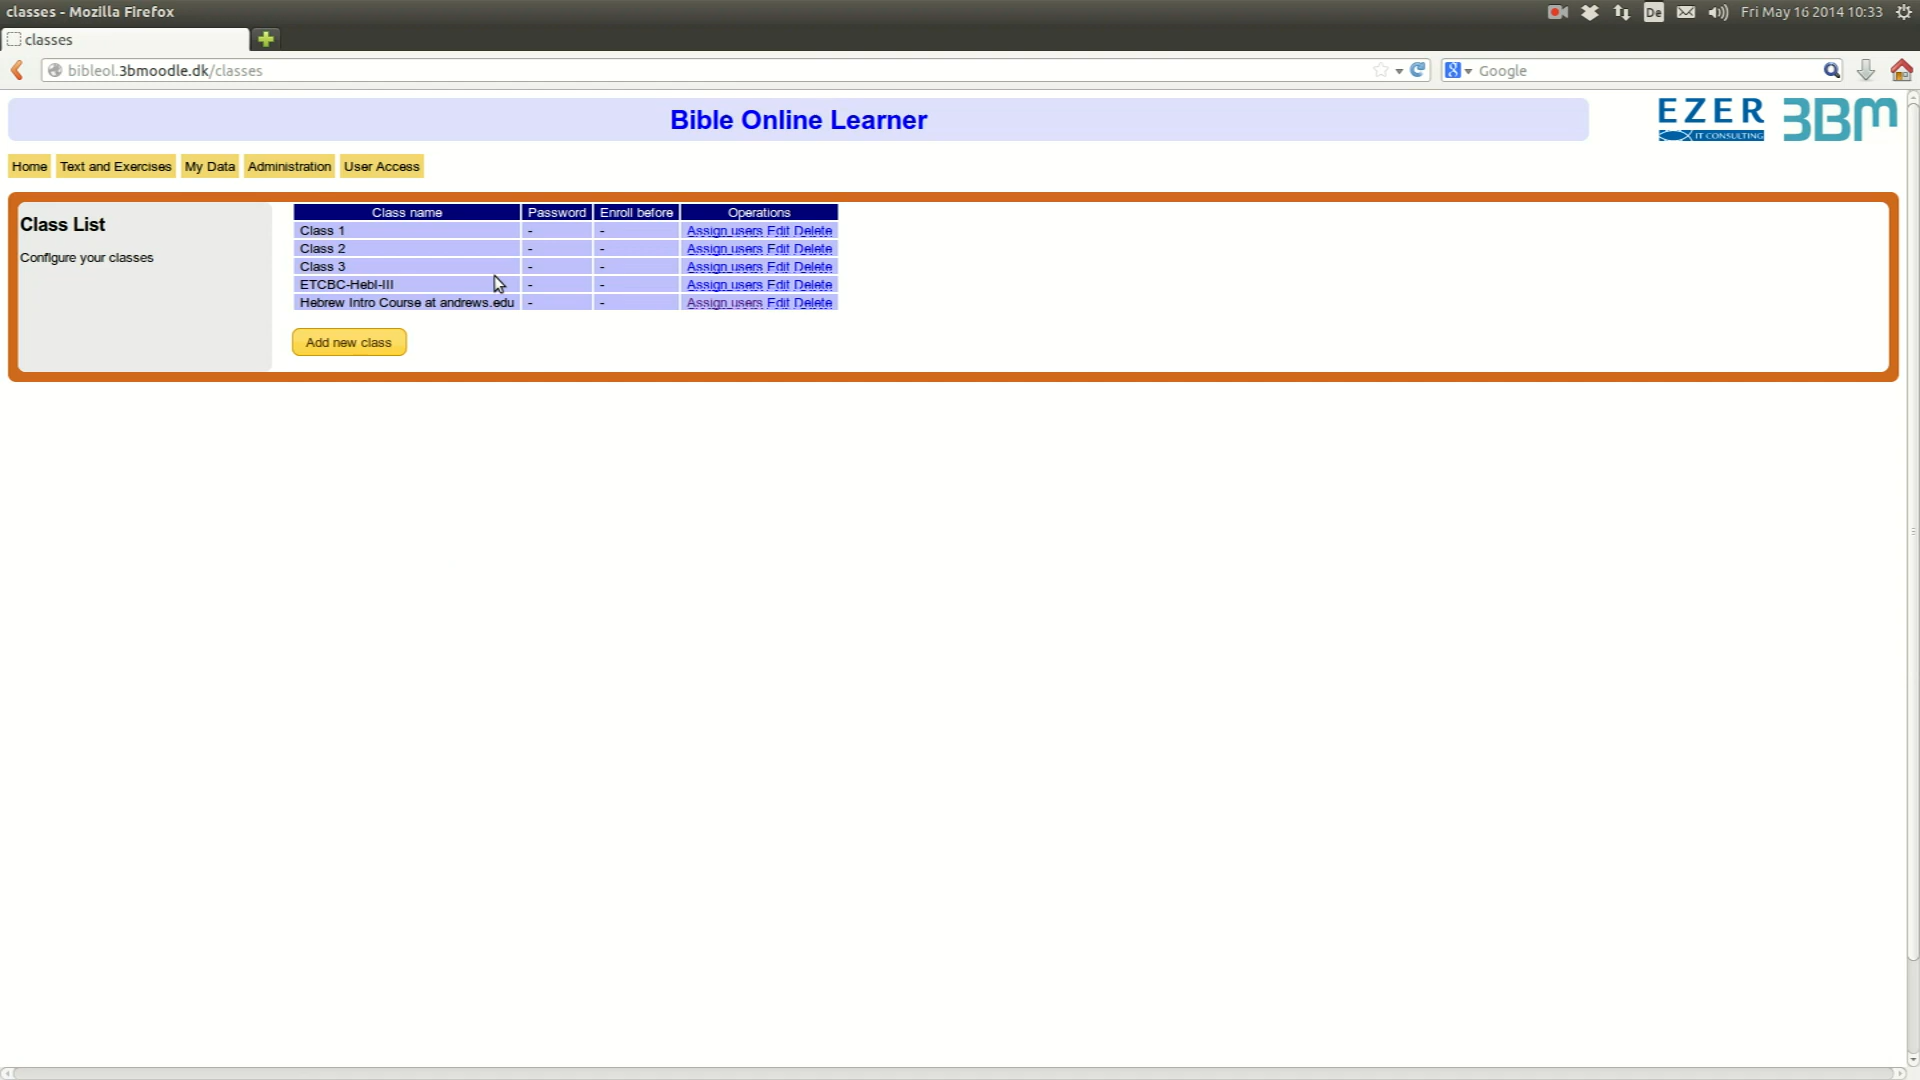 classes - Mozilla Firefox
De
Fri May 16 2014 10:33
classes
bibleol.3bmoodle.dk/classes
8
Google
Bible Online Learner
EZER
IT CONSULTING
3Bm
Home
Text and Exercises
My Data
Administration
User Access
Class List
Configure your classes
Class name Password Enroll before Operations
Class 1 - - Assign users Edit Delete
Class 2 - - Assign users Edit Delete
Class 3 - - Assign users Edit Delete
ETCBC-Hebl-III - - Assign users Edit Delete
Hebrew Intro Course at andrews.edu - - Assign users Edit Delete
Add new class